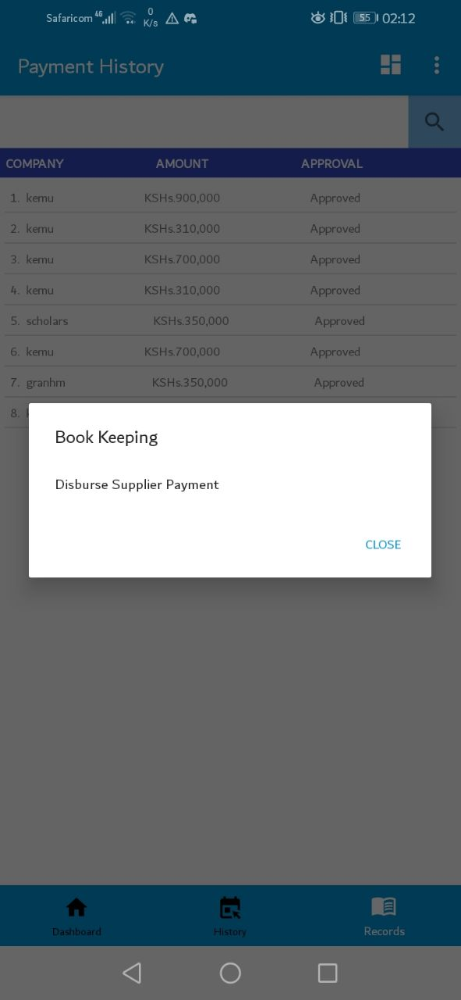 Safaricom 4G 0 K/s 55 02:12
Payment History
COMPANY AMOUNT APPROVAL
1. kemu KSHs.900,000 Approved
2. kemu KSHs.310,000 Approved
3. kemu KSHs.700,000 Approved
4. kemu KSHs.310,000 Approved
5. scholars KSHs.350,000 Approved
6. kemu KSHs.700,000 Approved
7. granhm KSHs.350,000 Approved
8.
Book Keeping
Disburse Supplier Payment
CLOSE
Dashboard History Records